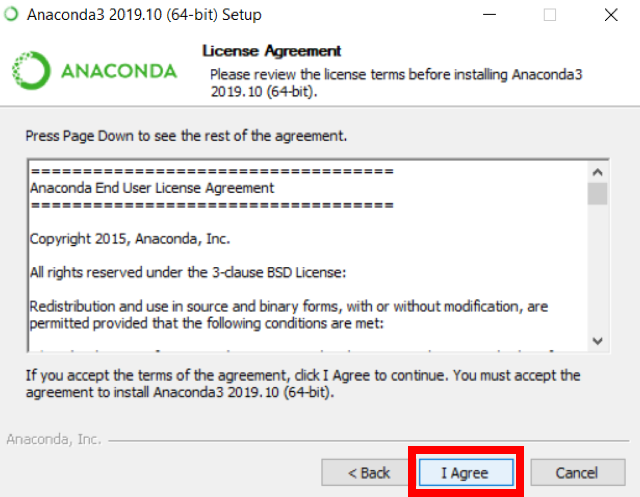 Anaconda3 2019.10 (64-bit) Setup
ANACONDA
License Agreement
Please review the license terms before installing Anaconda3
2019.10 (64-bit).
Press Page Down to see the rest of the agreement.
===================================
Anaconda End User License Agreement
===================================
Copyright 2015, Anaconda, Inc.
All rights reserved under the 3-clause BSD License:
Redistribution and use in source and binary forms, with or without modification, are
permitted provided that the following conditions are met:
If you accept the terms of the agreement, click I Agree to continue. You must accept the
agreement to install Anaconda3 2019.10 (64-bit).
Anaconda, Inc.
< Back
I Agree
Cancel